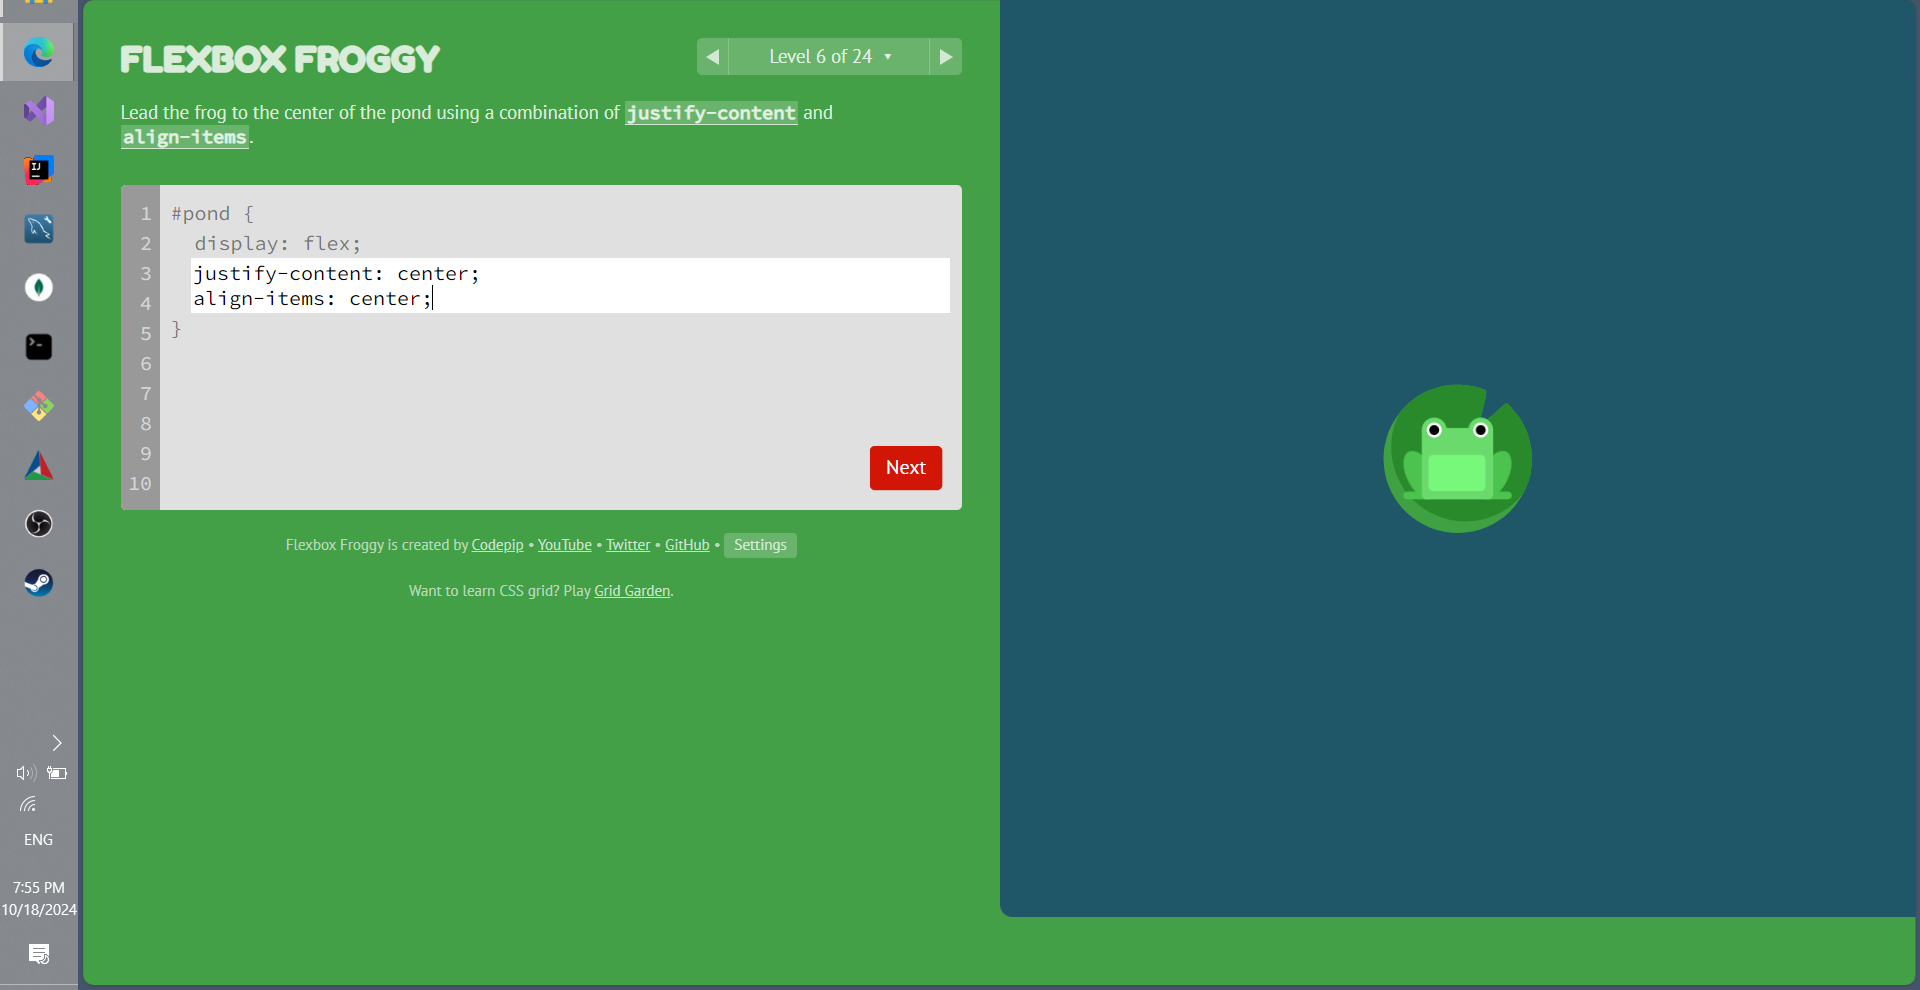 FLEXBOX FROGGY
Level 6 of 24
Lead the frog to the center of the pond using a combination of justify-content and
align-items.
1 #pond {
2 display: flex;
3 justify-content: center;
4 align-items: center;
5 }
6
7
8
9
10
Next
Flexbox Froggy is created by Codepip • YouTube • Twitter • GitHub • Settings
Want to learn CSS grid? Play Grid Garden.
IJ
ENG
7:55 PM
10/18/2024